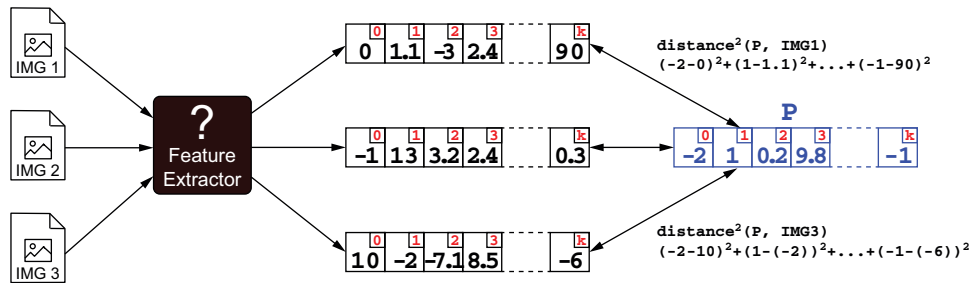 IMG 1
IMG 2
IMG 3
?
Feature
Extractor
0 1 2 3 k
0 1.1 -3 2.4 90
0 1 2 3 k
-1 13 3.2 2.4 0.3
0 1 2 3 k
10 -2 -7.1 8.5 -6
distance²(P, IMG1)
(-2-0)²+(1-1.1)²+...+(-1-90)²
P
0 1 2 3 k
-2 1 0.2 9.8 -1
distance²(P, IMG3)
(-2-10)²+(1-(-2))²+...+(-1-(-6))²